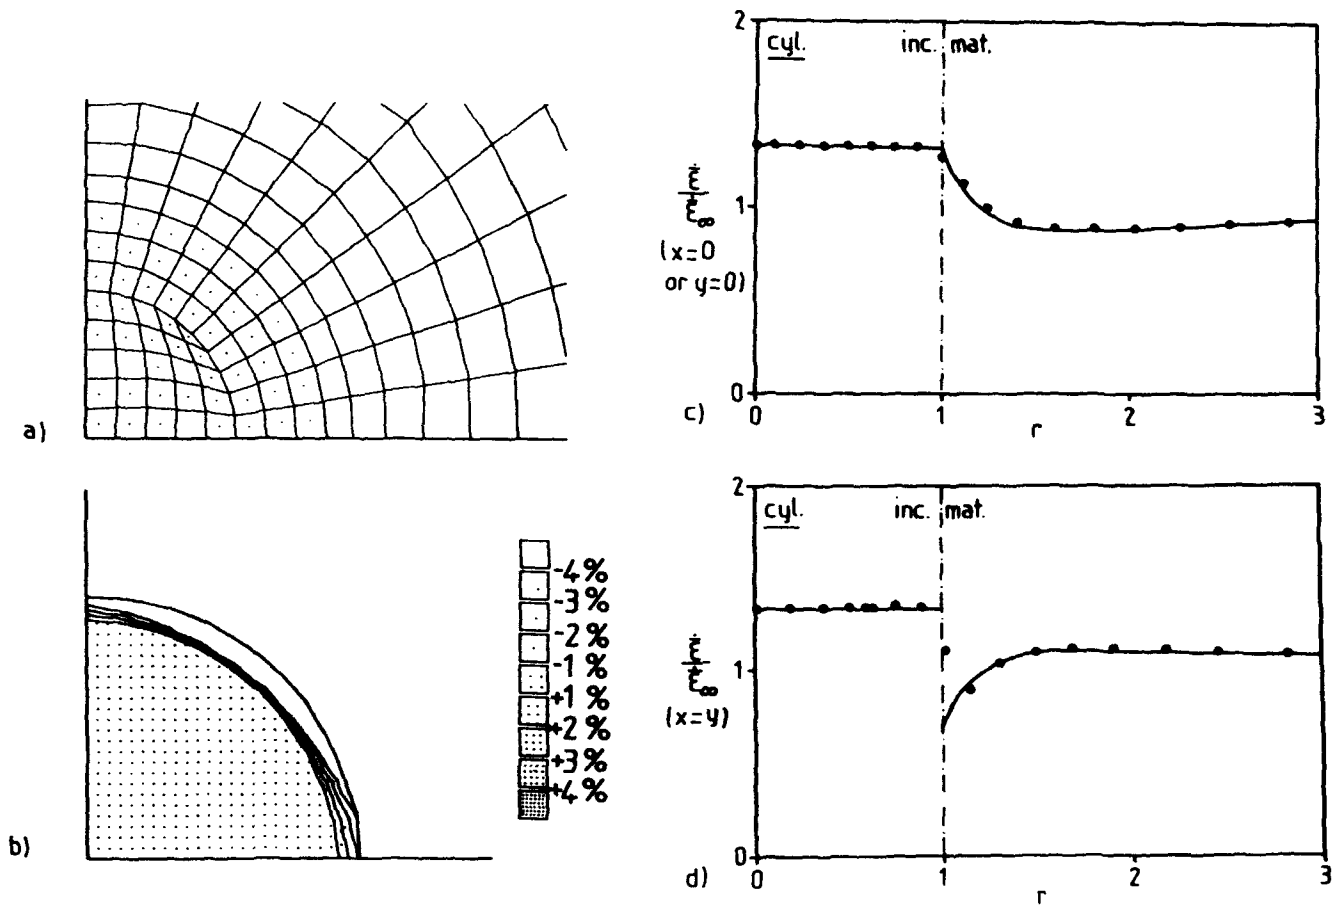 a)
b)
-4%
-3%
-2%
-1%
+1%
+2%
+3%
+4%
2
cyl.
inc. mat.
1
ε̇
ε̇∞
(x=0
or y=0)
0
c)
0 1 2 3
r
2
cyl.
inc. mat.
1
ε̇
ε̇∞
(x=y)
0
d)
0 1 2 3
r